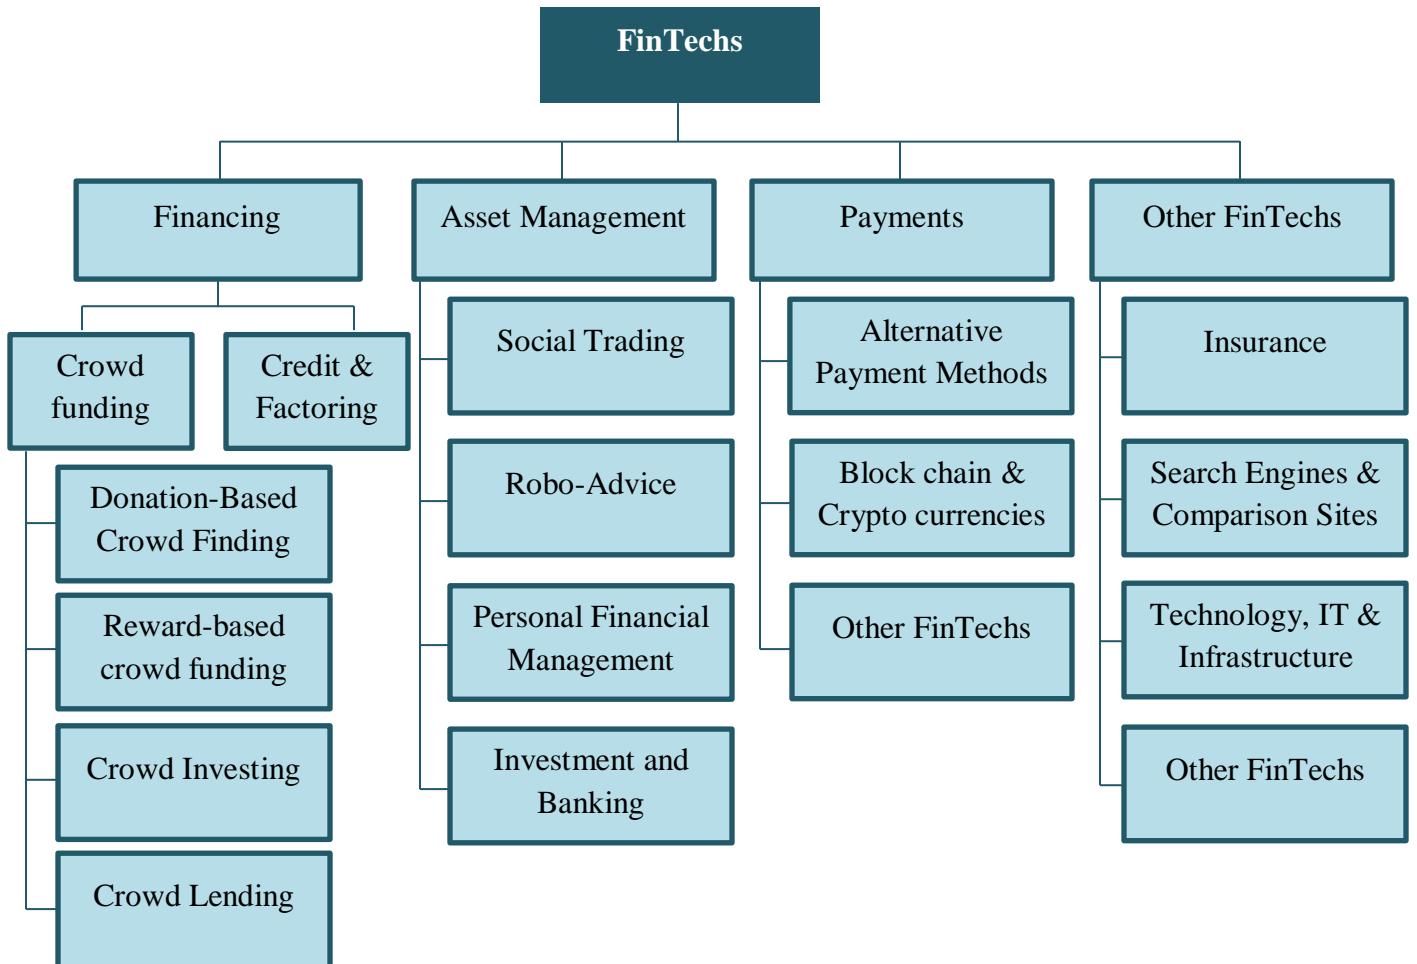 FinTechs
Financing
Asset Management
Payments
Other FinTechs
Crowd
funding
Credit &
Factoring
Donation-Based
Crowd Finding
Reward-based
crowd funding
Crowd Investing
Crowd Lending
Social Trading
Robo-Advice
Personal Financial
Management
Investment and
Banking
Alternative
Payment Methods
Block chain &
Crypto currencies
Other FinTechs
Insurance
Search Engines &
Comparison Sites
Technology, IT &
Infrastructure
Other FinTechs